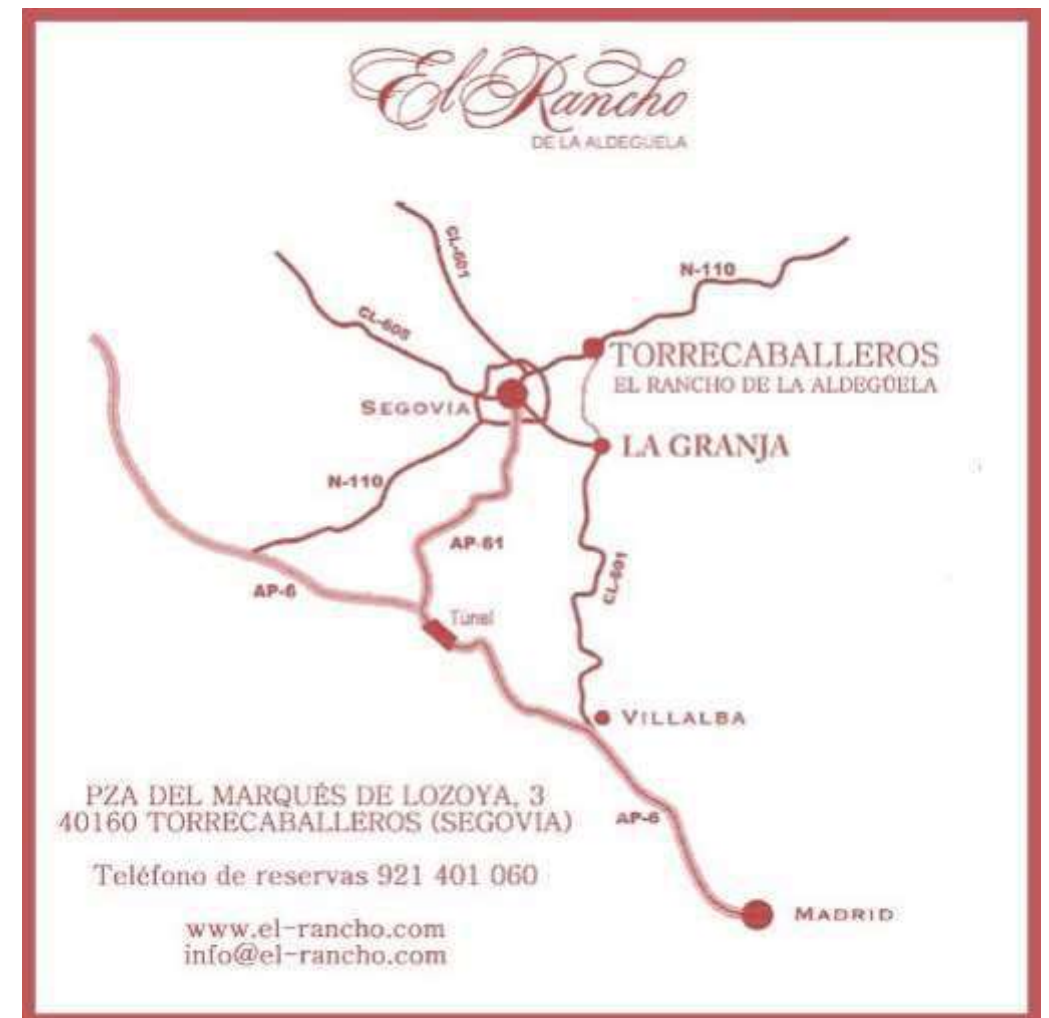 El Rancho
DE LA ALDEGÜELA
CL-601
CL-605
N-110
TORRECABALLEROS
EL RANCHO DE LA ALDEGÜELA
SEGOVIA
LA GRANJA
N-110
AP-61
CL-601
AP-6
Túnel
VILLALBA
PZA DEL MARQUÉS DE LOZOYA, 3
40160 TORRECABALLEROS (SEGOVIA)
AP-6
Teléfono de reservas 921 401 060
MADRID
www.el-rancho.com
info@el-rancho.com